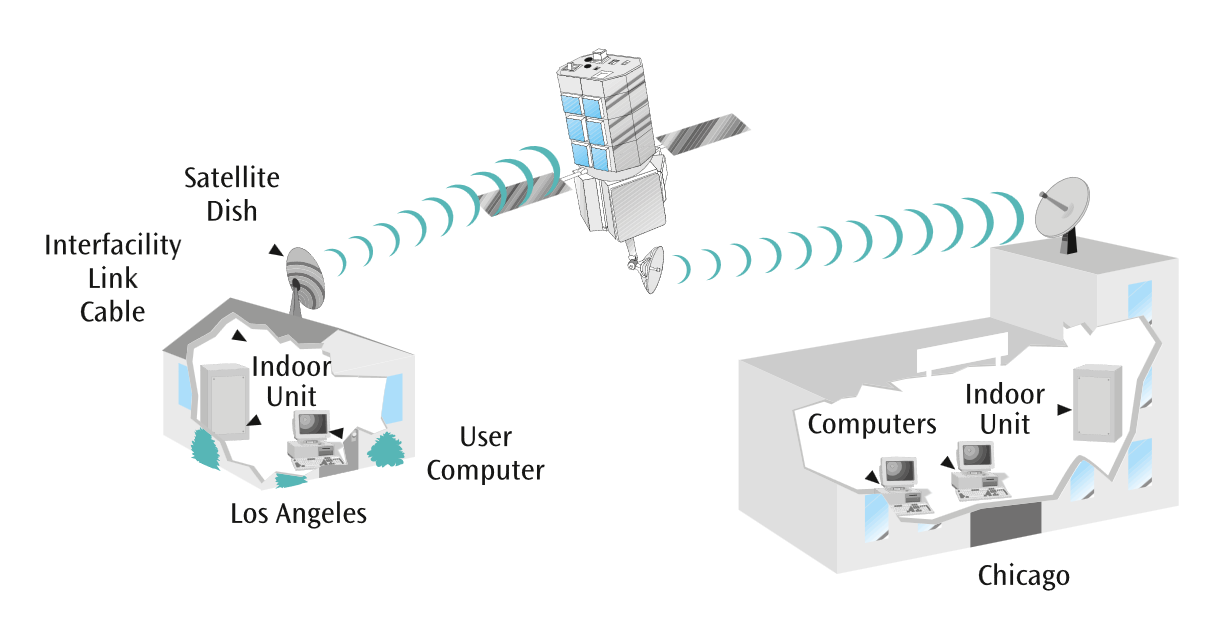 Satellite
Dish
Interfacility
Link
Cable
Indoor
Unit
User
Computer
Los Angeles
Computers
Indoor
Unit
Chicago